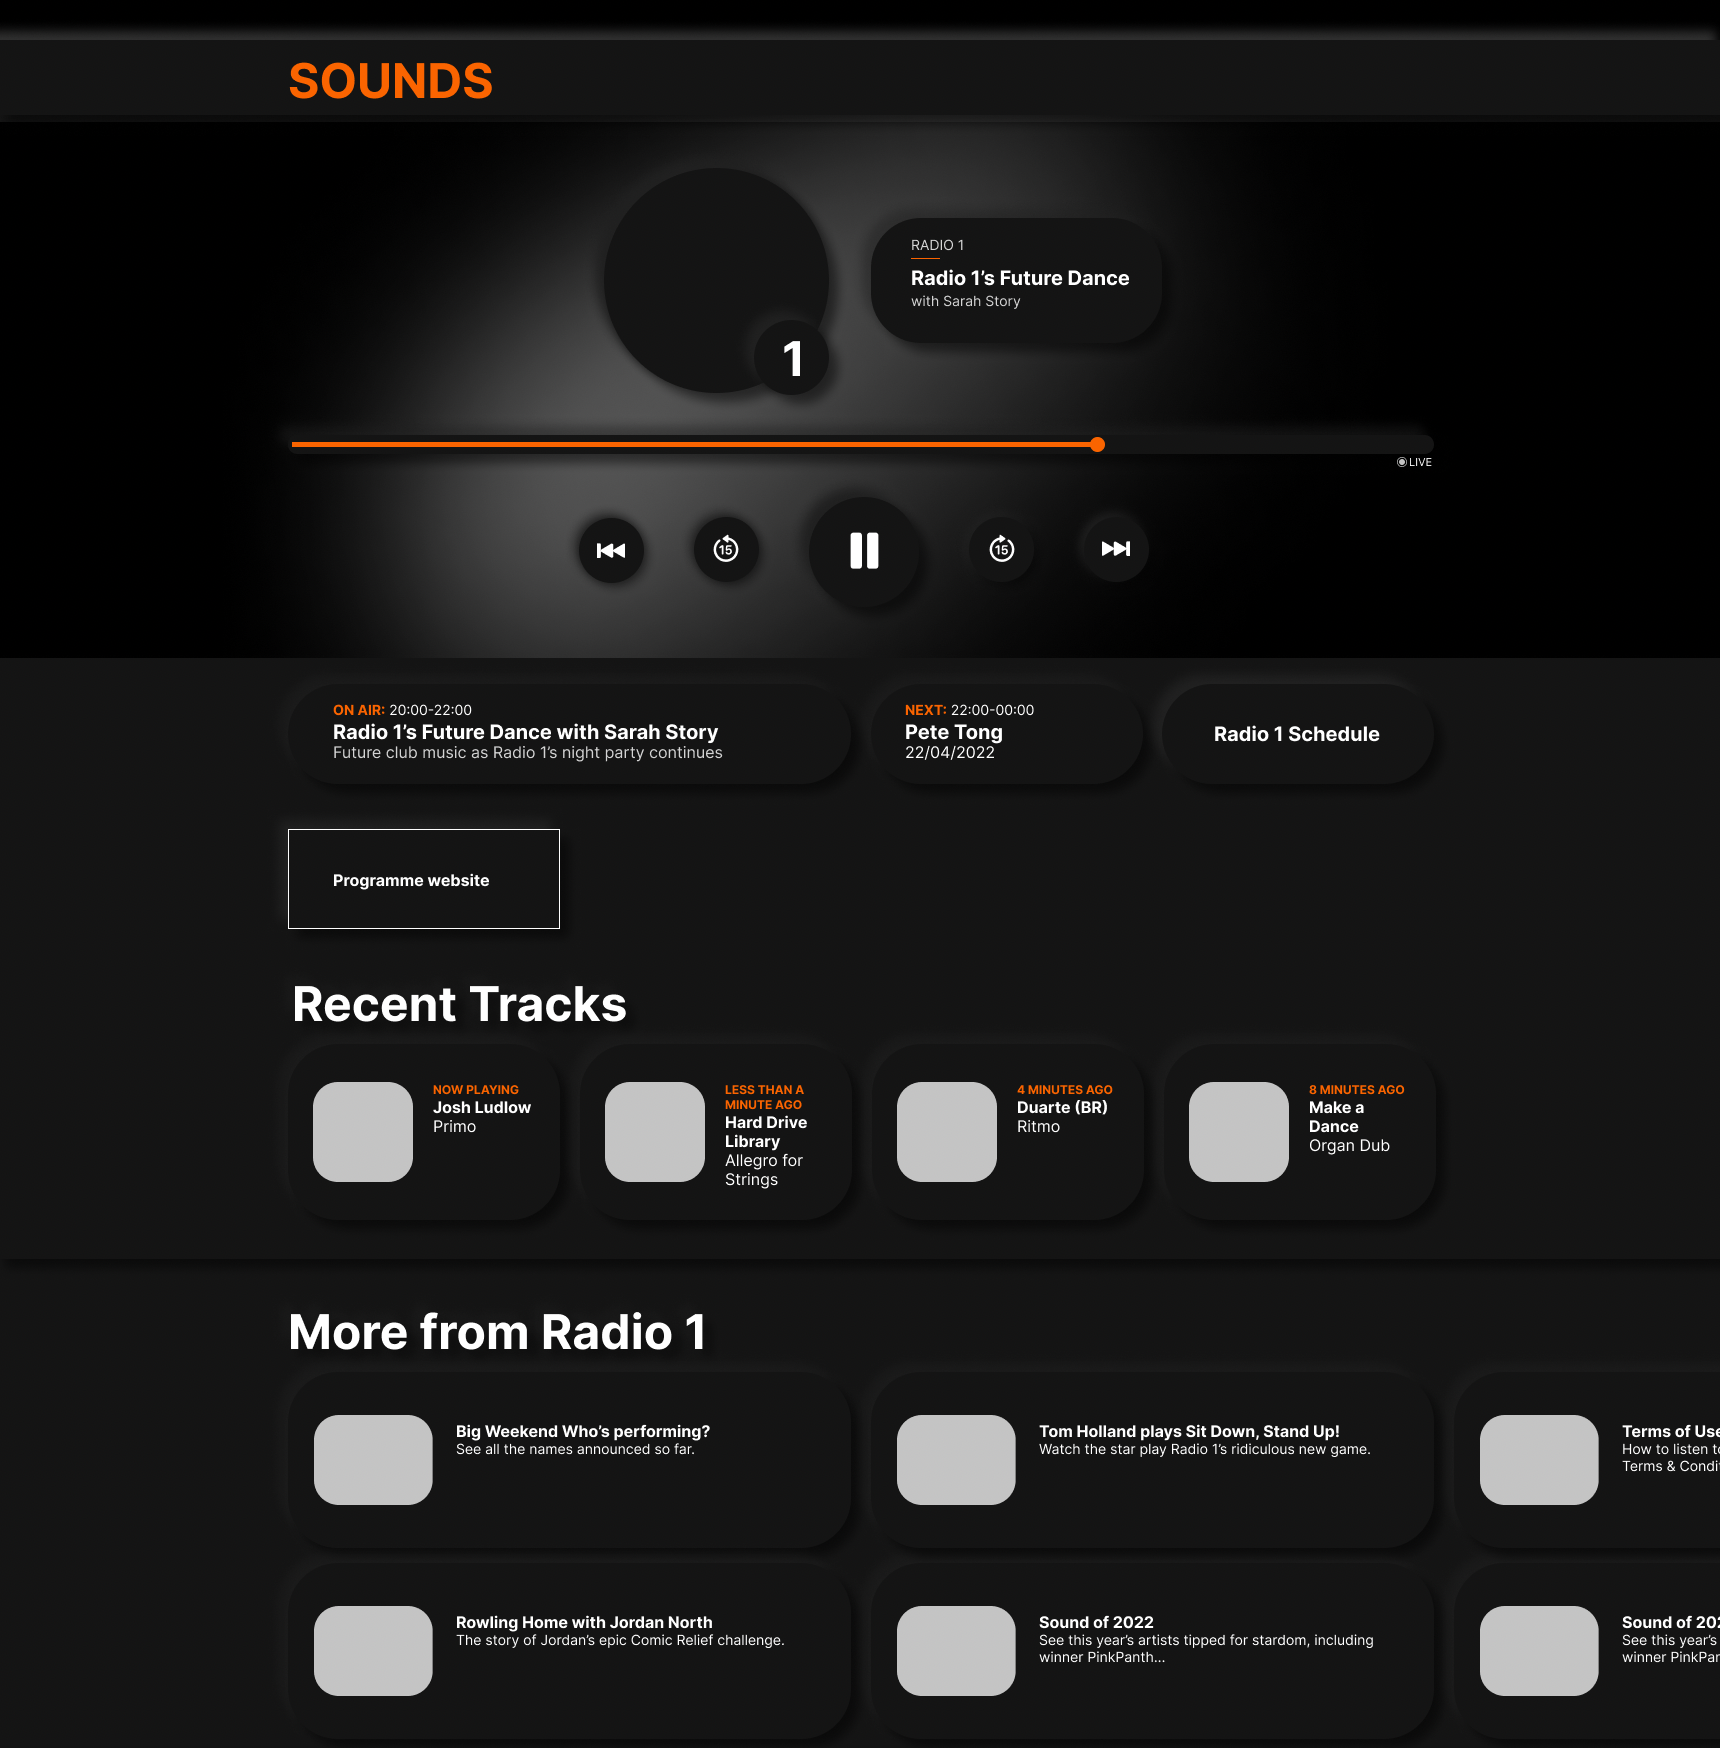 SOUNDS
RADIO 1
Radio 1’s Future Dance
with Sarah Story
1
LIVE
15
15
ON AIR: 20:00-22:00
Radio 1’s Future Dance with Sarah Story
Future club music as Radio 1’s night party continues
NEXT: 22:00-00:00
Pete Tong
22/04/2022
Radio 1 Schedule
Programme website
Recent Tracks
NOW PLAYING
Josh Ludlow
Primo
LESS THAN A
MINUTE AGO
Hard Drive
Library
Allegro for
Strings
4 MINUTES AGO
Duarte (BR)
Ritmo
8 MINUTES AGO
Make a
Dance
Organ Dub
More from Radio 1
Big Weekend Who’s performing?
See all the names announced so far.
Tom Holland plays Sit Down, Stand Up!
Watch the star play Radio 1’s ridiculous new game.
Terms of Use
How to listen
Terms &
Rowling Home with Jordan North
The story of Jordan’s epic Comic Relief challenge.
Sound of 2022
See this year’s artists tipped for stardom, including
winner PinkPanth...
Sound of
See this year’s
winner